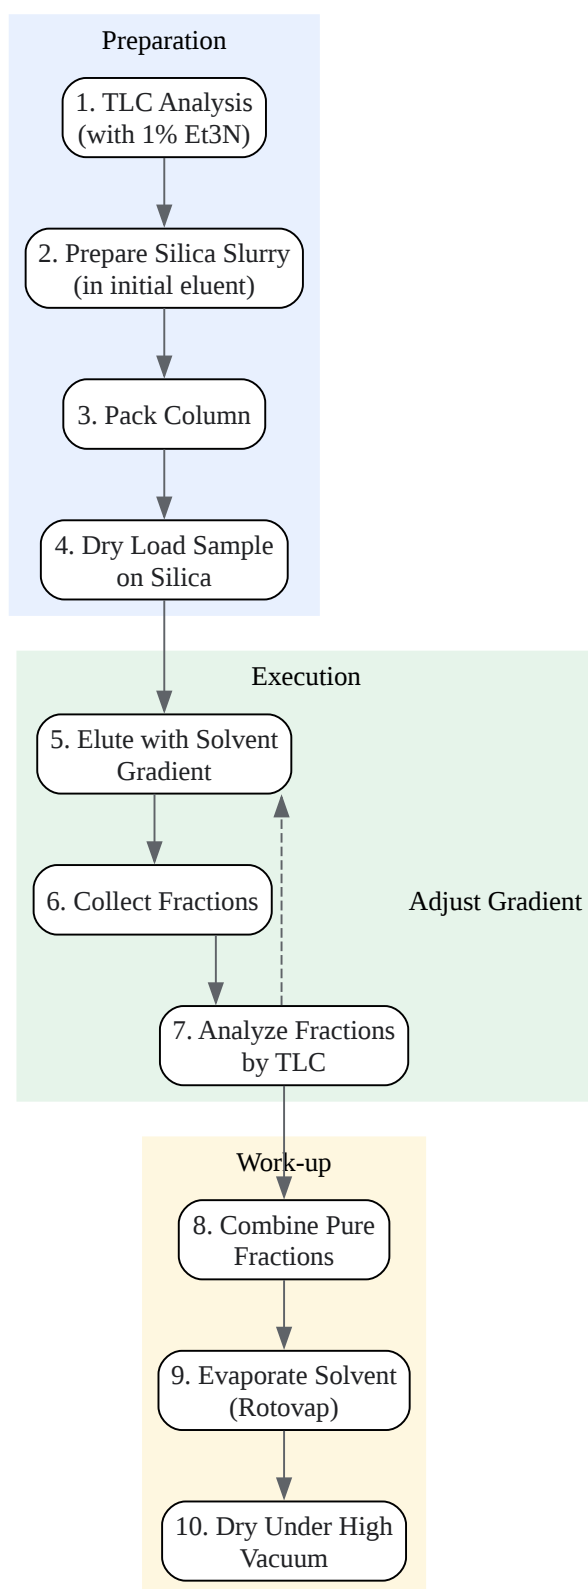 Preparation
1. TLC Analysis
(with 1% Et3N)
2. Prepare Silica Slurry
(in initial eluent)
3. Pack Column
4. Dry Load Sample
on Silica
Execution
5. Elute with Solvent
Gradient
6. Collect Fractions
Adjust Gradient
7. Analyze Fractions
by TLC
Work-up
8. Combine Pure
Fractions
9. Evaporate Solvent
(Rotovap)
10. Dry Under High
Vacuum